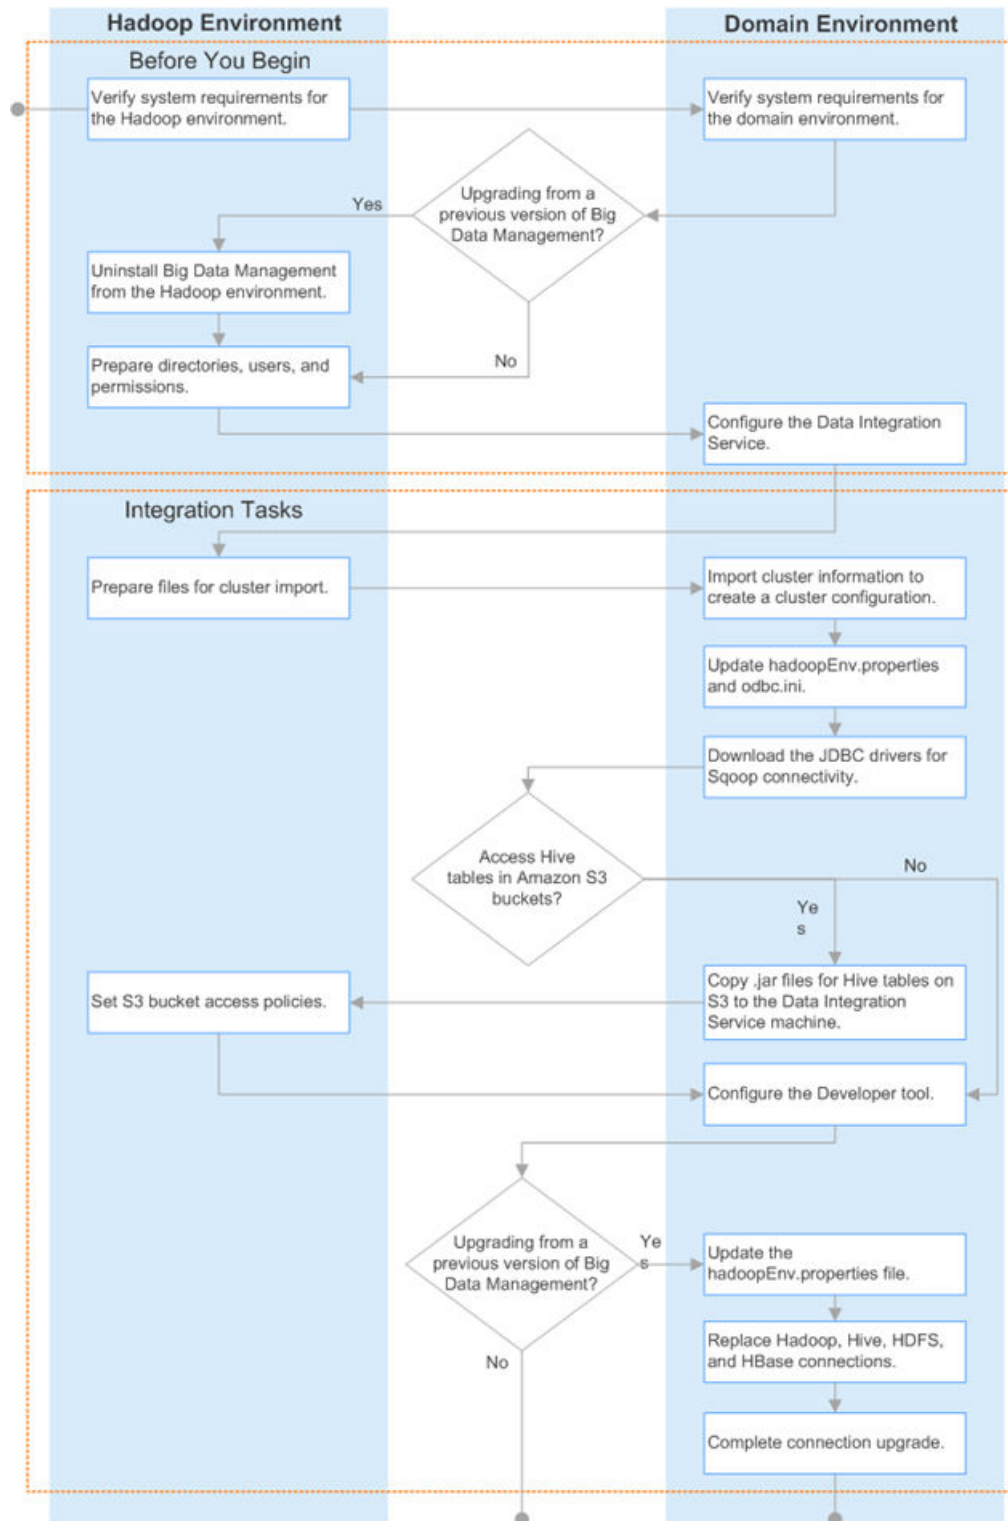 Hadoop Environment
Domain Environment
Before You Begin
Verify system requirements for
the Hadoop environment.
Verify system requirements for
the domain environment.
Upgrading from a
previous version of Big
Data Management?
Yes
Uninstall Big Data Management
from the Hadoop environment.
No
Prepare directories, users, and
permissions.
Configure the Data Integration
Service.
Integration Tasks
Prepare files for cluster import.
Import cluster information to
create a cluster configuration.
Update hadoopEnv.properties
and odbc.ini.
Download the JDBC drivers for
Sqoop connectivity.
Access Hive
tables in Amazon S3
buckets?
No
Ye
s
Copy .jar files for Hive tables on
S3 to the Data Integration
Service machine.
Set S3 bucket access policies.
Configure the Developer tool.
Upgrading from a
previous version of Big
Data Management?
Ye
s
Update the
hadoopEnv.properties file.
No
Replace Hadoop, Hive, HDFS,
and HBase connections.
Complete connection upgrade.